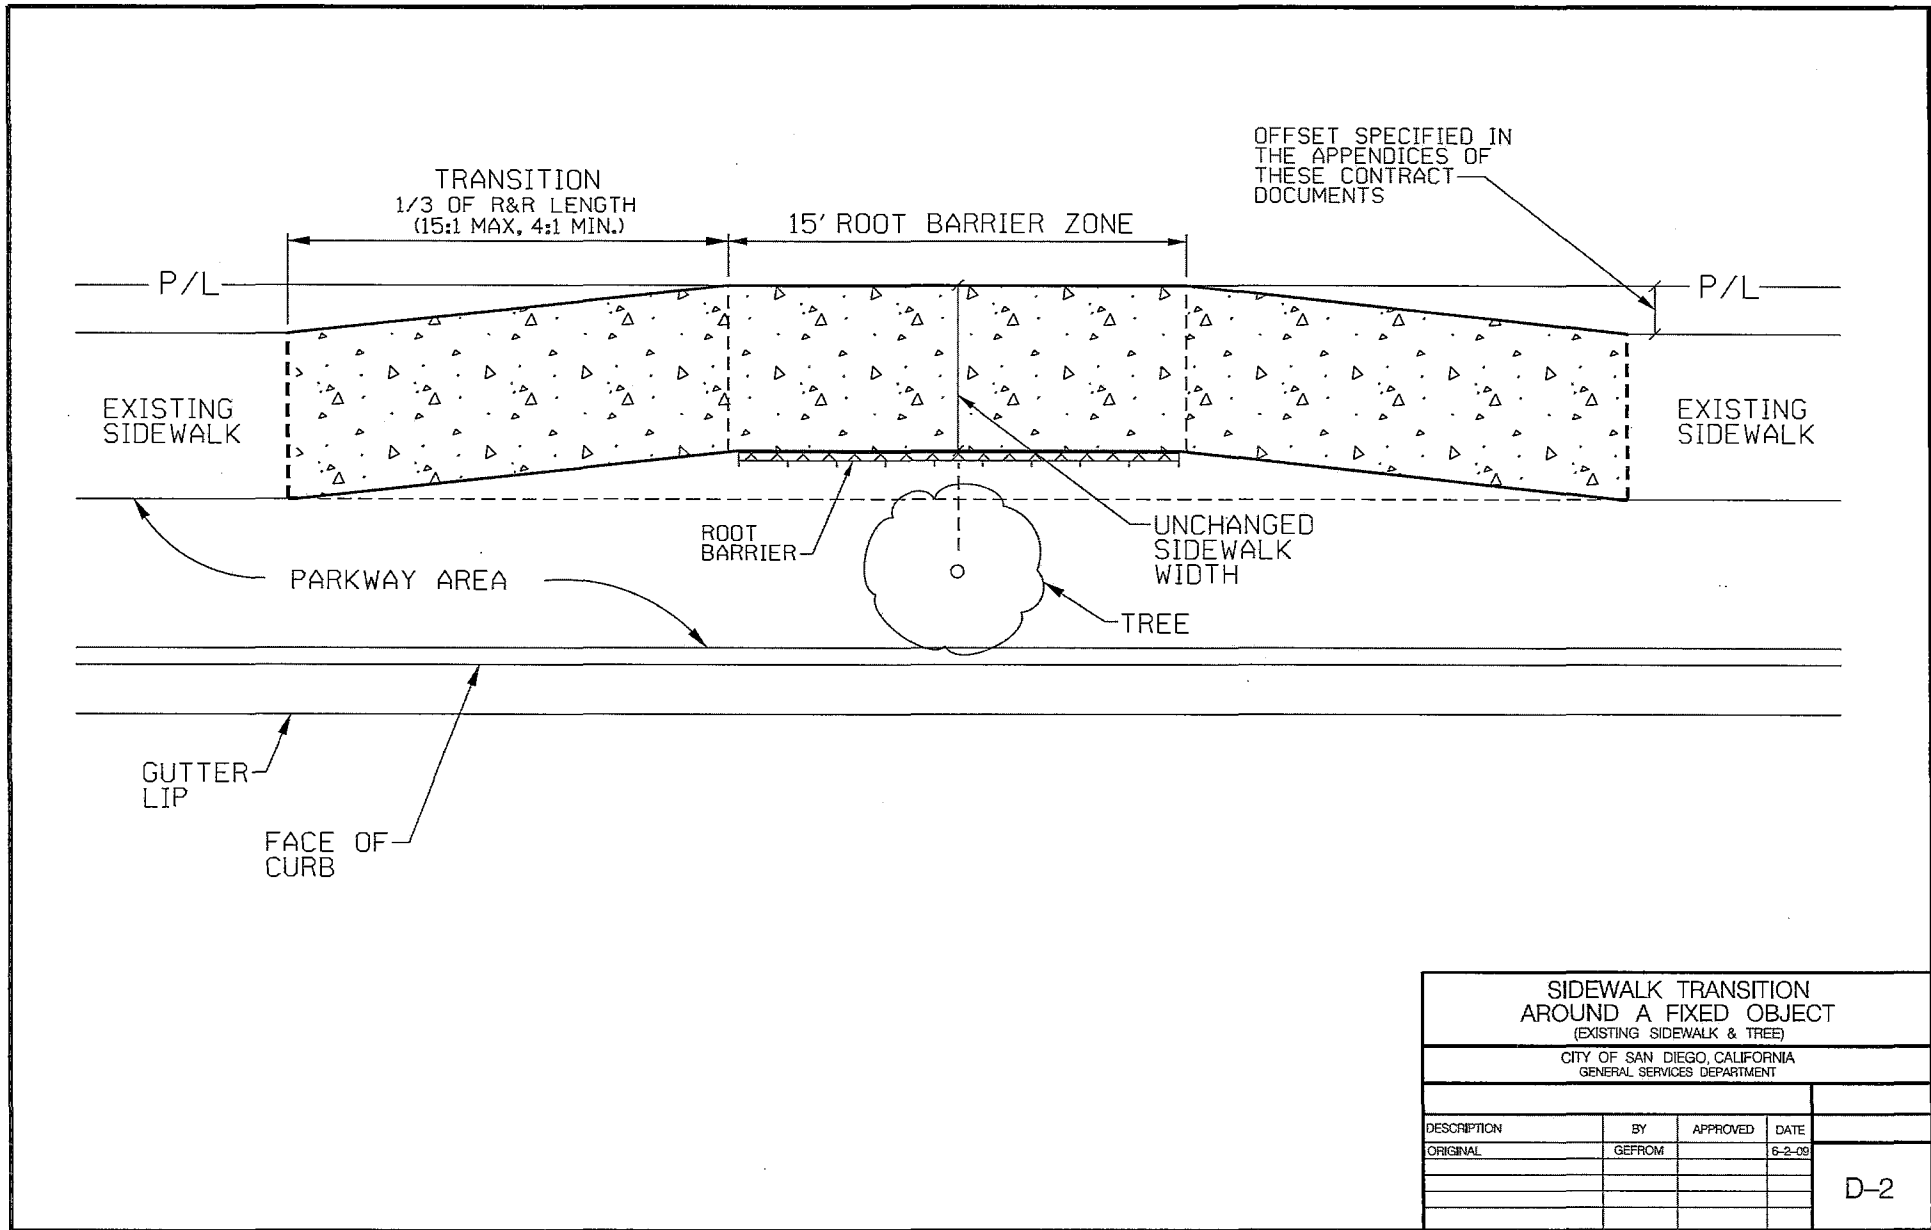 OFFSET SPECIFIED IN
THE APPENDICES OF
THESE CONTRACT
DOCUMENTS
TRANSITION
1/3 OF R&R LENGTH
(15:1 MAX, 4:1 MIN.)
15' ROOT BARRIER ZONE
P/L
P/L
EXISTING
SIDEWALK
EXISTING
SIDEWALK
ROOT
BARRIER
UNCHANGED
SIDEWALK
WIDTH
PARKWAY AREA
TREE
GUTTER
LIP
FACE OF
CURB
SIDEWALK TRANSITION
AROUND A FIXED OBJECT
(EXISTING SIDEWALK & TREE)
CITY OF SAN DIEGO, CALIFORNIA
GENERAL SERVICES DEPARTMENT
DESCRIPTION BY APPROVED DATE
ORIGINAL GEFROM 6-2-09
D-2